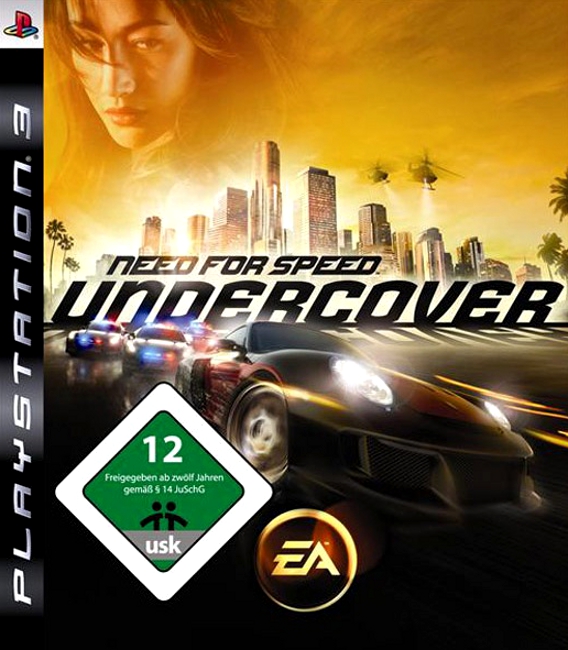 PLAYSTATION 3
NEED FOR SPEED
UNDERCOVER
12
Freigegeben ab zwölf Jahren
gemäß § 14 JuSchG
usk
EA